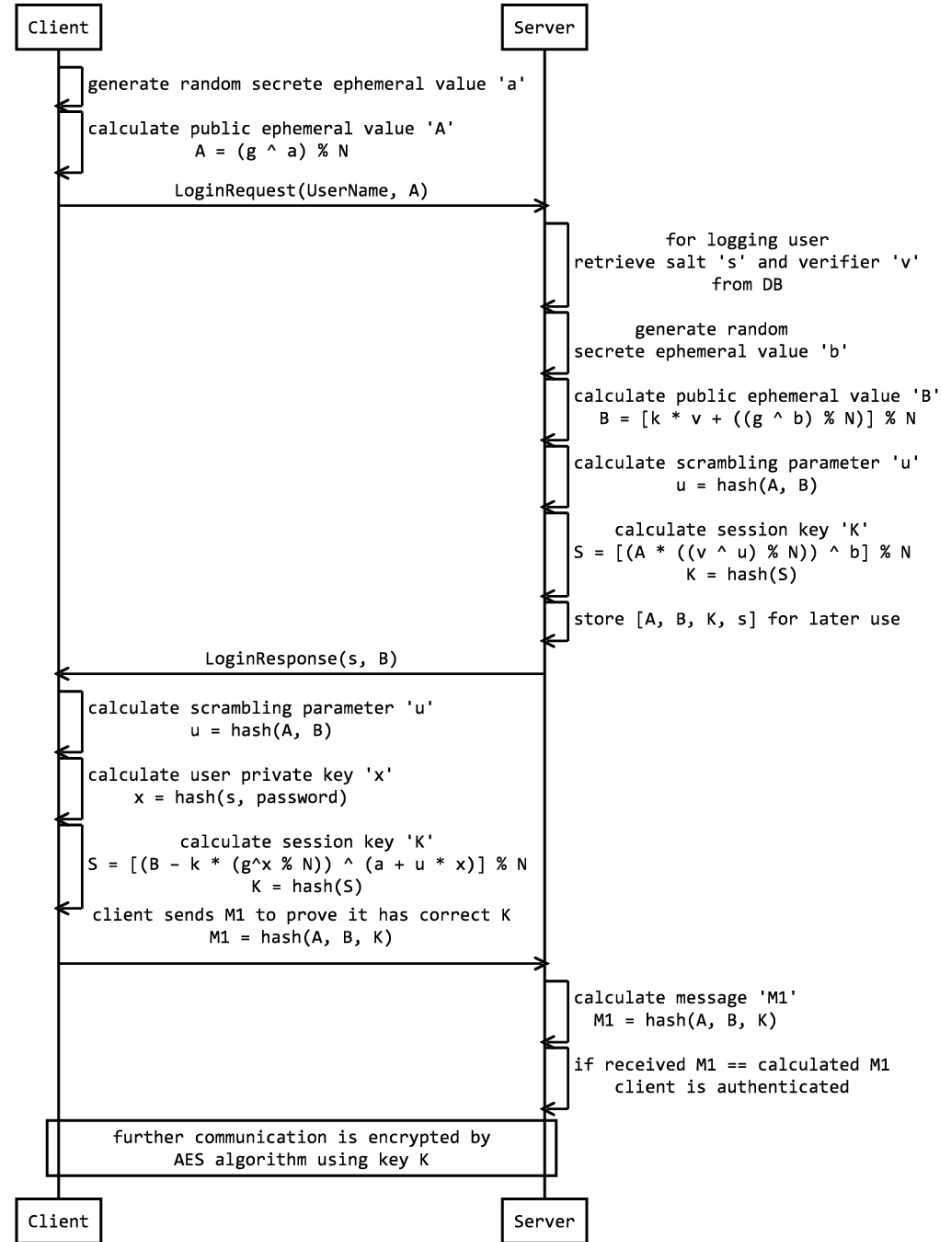 Client
Server
generate random secrete ephemeral value 'a'
calculate public ephemeral value 'A'
A = (g ^ a) % N
LoginRequest(UserName, A)
for logging user
retrieve salt 's' and verifier 'v'
from DB
generate random
secrete ephemeral value 'b'
calculate public ephemeral value 'B'
B = [k * v + ((g ^ b) % N)] % N
calculate scrambling parameter 'u'
u = hash(A, B)
calculate session key 'K'
S = [(A * ((v ^ u) % N)) ^ b] % N
K = hash(S)
store [A, B, K, s] for later use
LoginResponse(s, B)
calculate scrambling parameter 'u'
u = hash(A, B)
calculate user private key 'x'
x = hash(s, password)
calculate session key 'K'
S = [(B – k * (g^x % N)) ^ (a + u * x)] % N
K = hash(S)
client sends M1 to prove it has correct K
M1 = hash(A, B, K)
calculate message 'M1'
M1 = hash(A, B, K)
if received M1 == calculated M1
client is authenticated
further communication is encrypted by
AES algorithm using key K
Client
Server